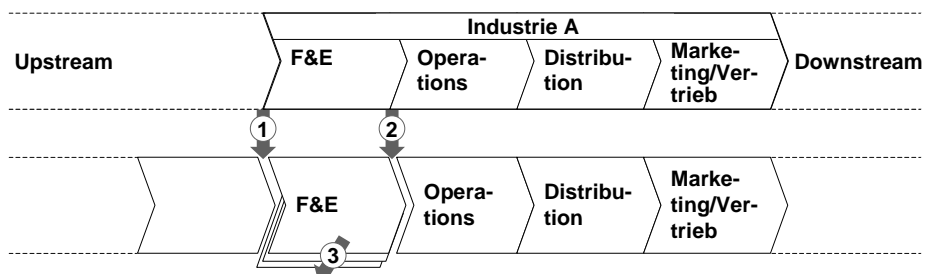 Industrie A
Upstream
F&E
Opera-
tions
Distribu-
tion
Marke-
ting/Ver-
trieb
Downstream
1
2
F&E
Opera-
tions
Distribu-
tion
Marke-
ting/Ver-
trieb
3